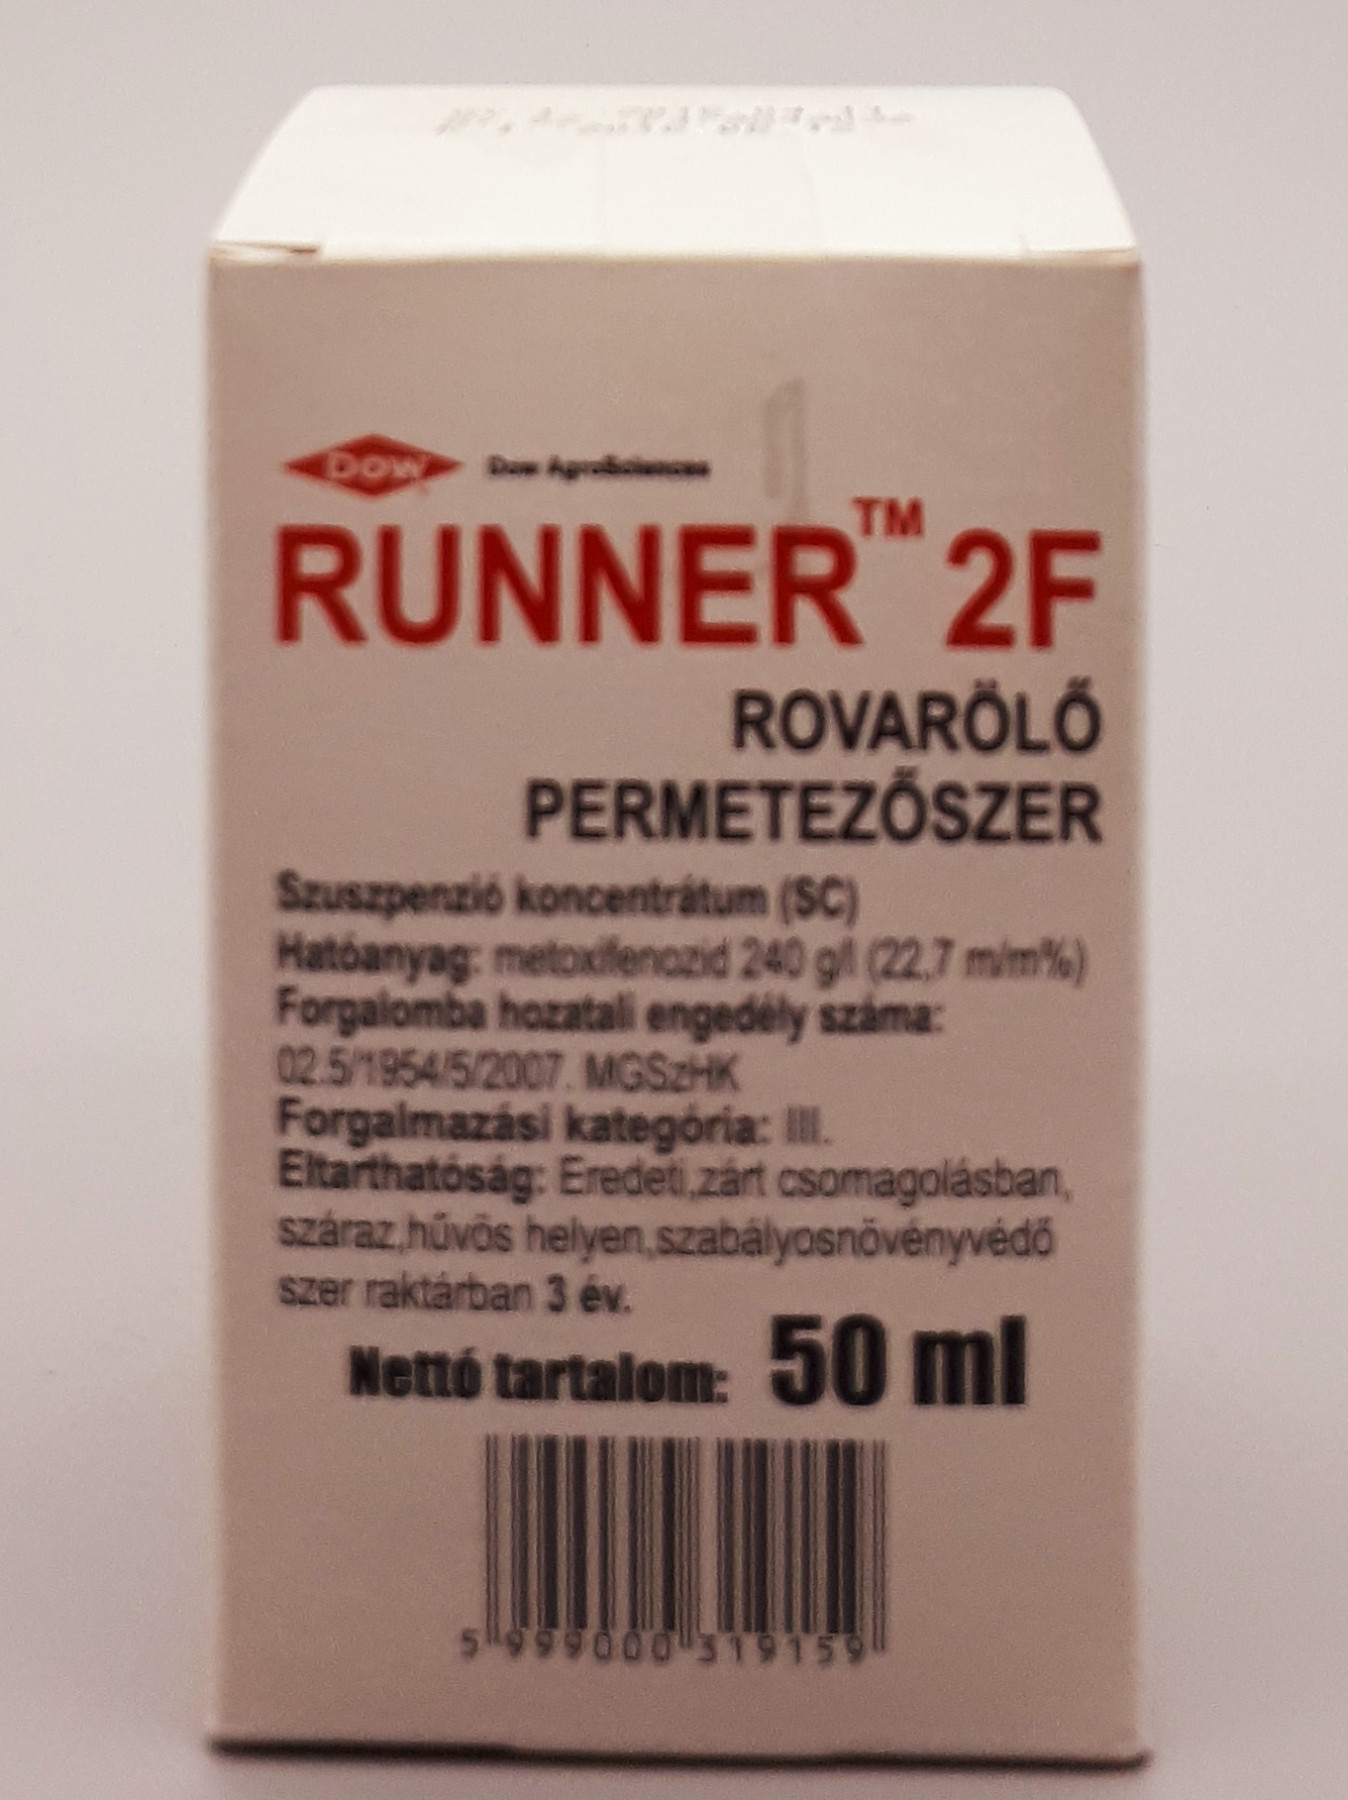 DOW Dow AgroSciences
RUNNER™ 2F
ROVARÖLŐ
PERMETEZŐSZER
Szuszpenzió koncentrátum (SC)
Hatóanyag: metoxifenozid 240 g/l (22,7 m/m%)
Forgalomba hozatali engedély száma:
02.5/1954/5/2007. MGSzHK
Forgalmazási kategória: III.
Eltarthatóság: Eredeti,zárt csomagolásban,
száraz,hűvös helyen,szabályosnövényvédő
szer raktárban 3 év.
Nettó tartalom: 50 ml
5 999000 319159